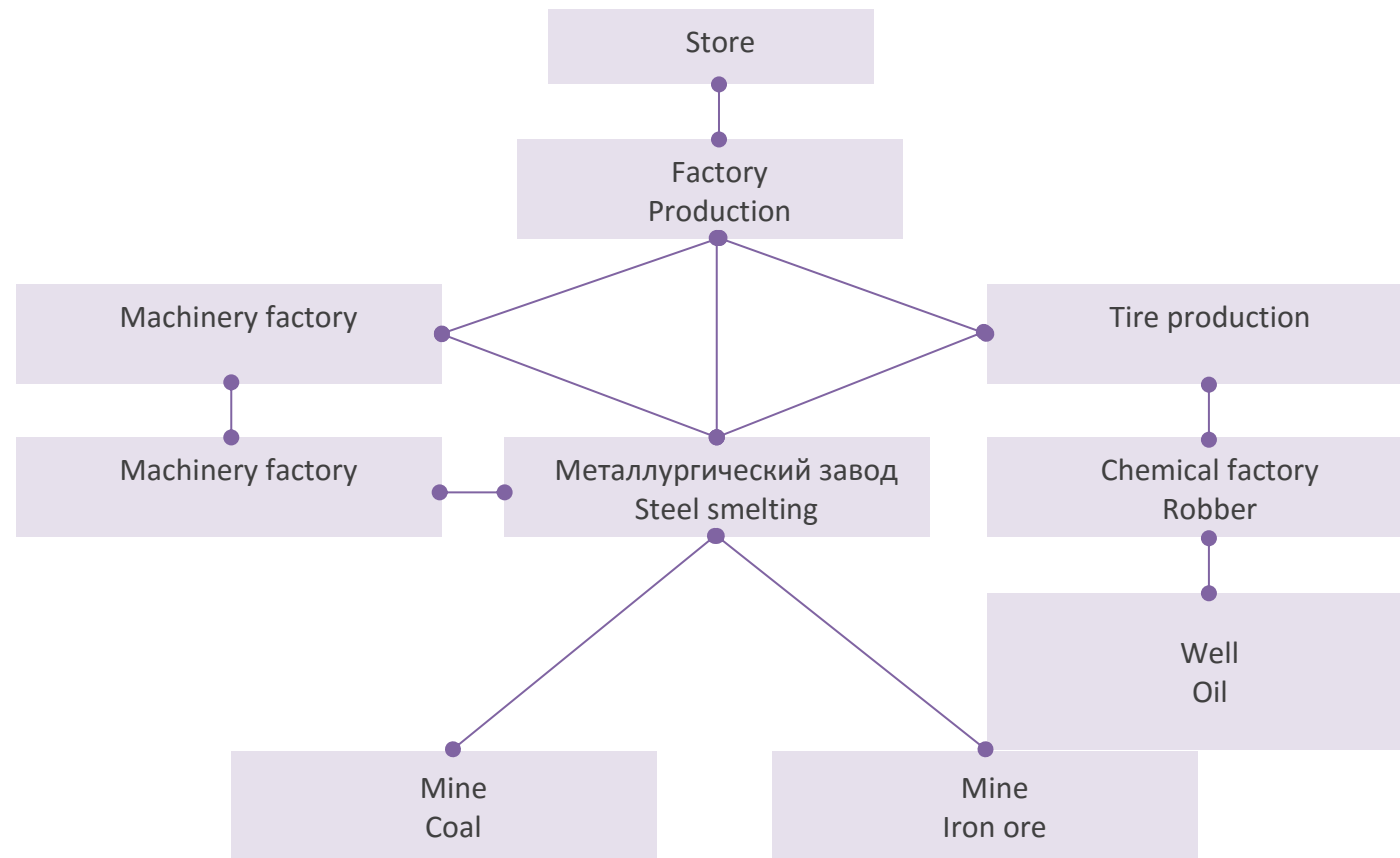 Store
Factory
Production
Machinery factory
Tire production
Machinery factory
Металлургический завод
Steel smelting
Chemical factory
Robber
Well
Oil
Mine
Coal
Mine
Iron ore